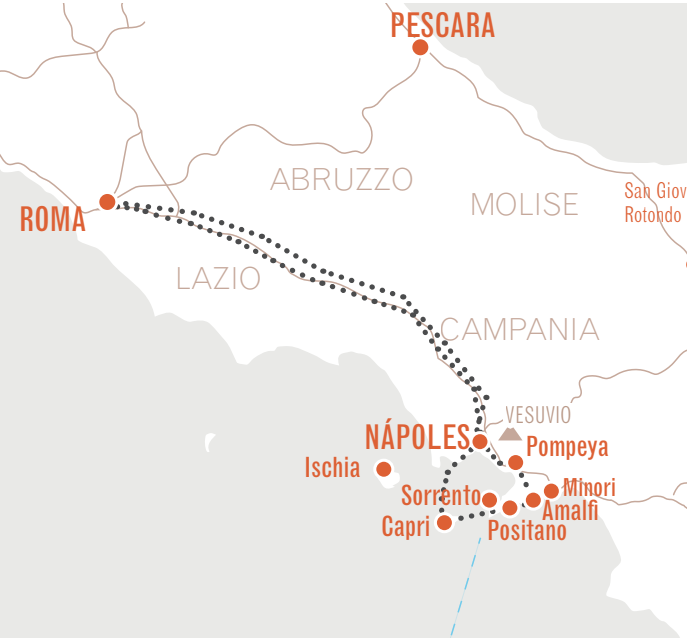 PESCARA
ABRUZZO
MOLISE
San Giov
Rotondo
ROMA
LAZIO
CAMPANIA
VESUVIO
NÁPOLES
Pompeya
Ischia
Minori
Sorrento
Amalfi
Capri
Positano